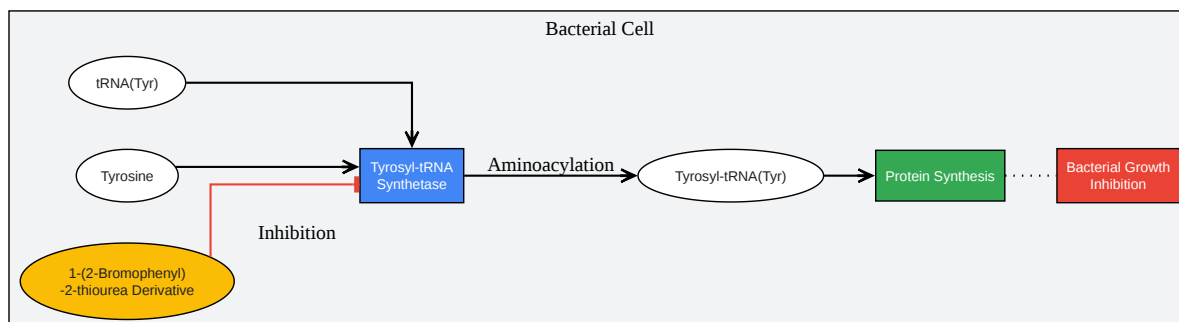 Bacterial Cell
tRNA(Tyr)
Tyrosine
Tyrosyl-tRNA
Synthetase
Aminoacylation
Tyrosyl-tRNA(Tyr)
Protein Synthesis
Bacterial Growth
Inhibition
Inhibition
1-(2-Bromophenyl)
-2-thiourea Derivative